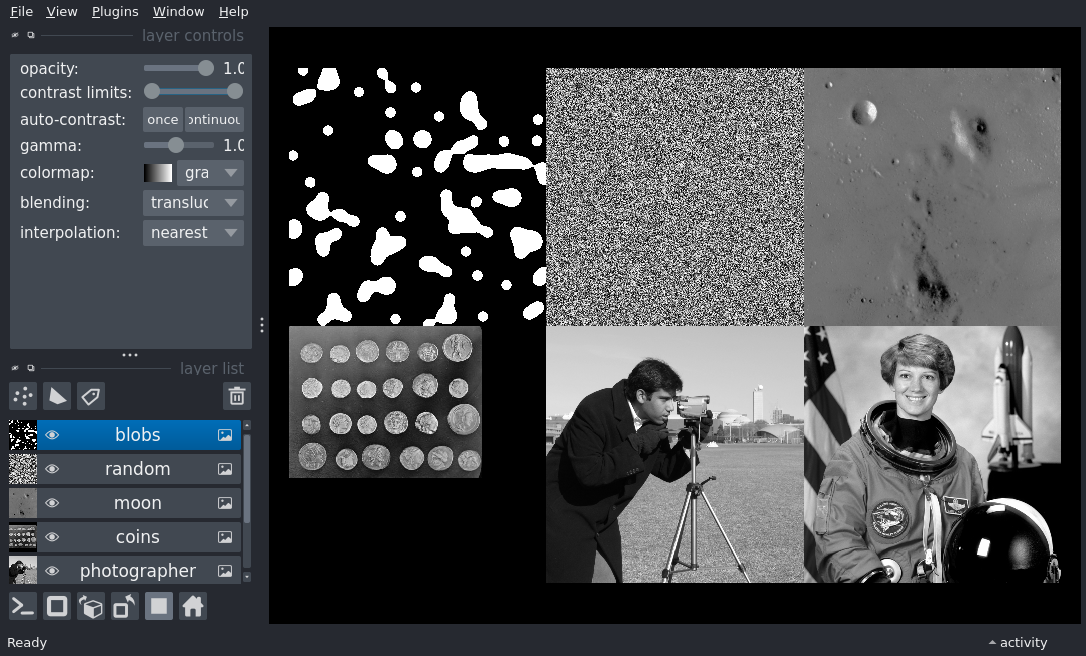 File View Plugins Window Help
layer controls
opacity: 1.0
contrast limits:
auto-contrast: once ontinuou
gamma: 1.0
colormap: gra
blending: transluc
interpolation: nearest
layer list
blobs
random
moon
coins
photographer
Ready
activity